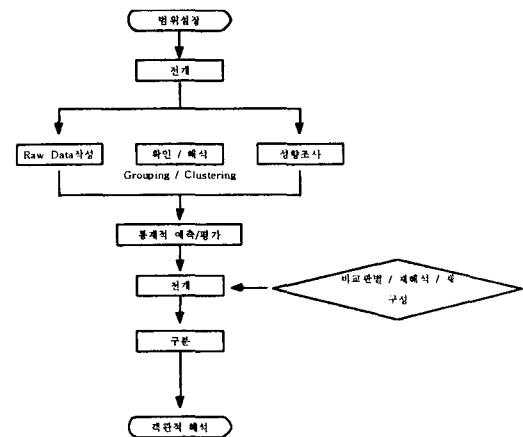 범위설정
전개
Raw Data작성
확인 / 해석
성향조사
Grouping / Clustering
통계적 예측/평가
전개
비교판별 / 재해석 / 재
구성
구분
객관적 해석